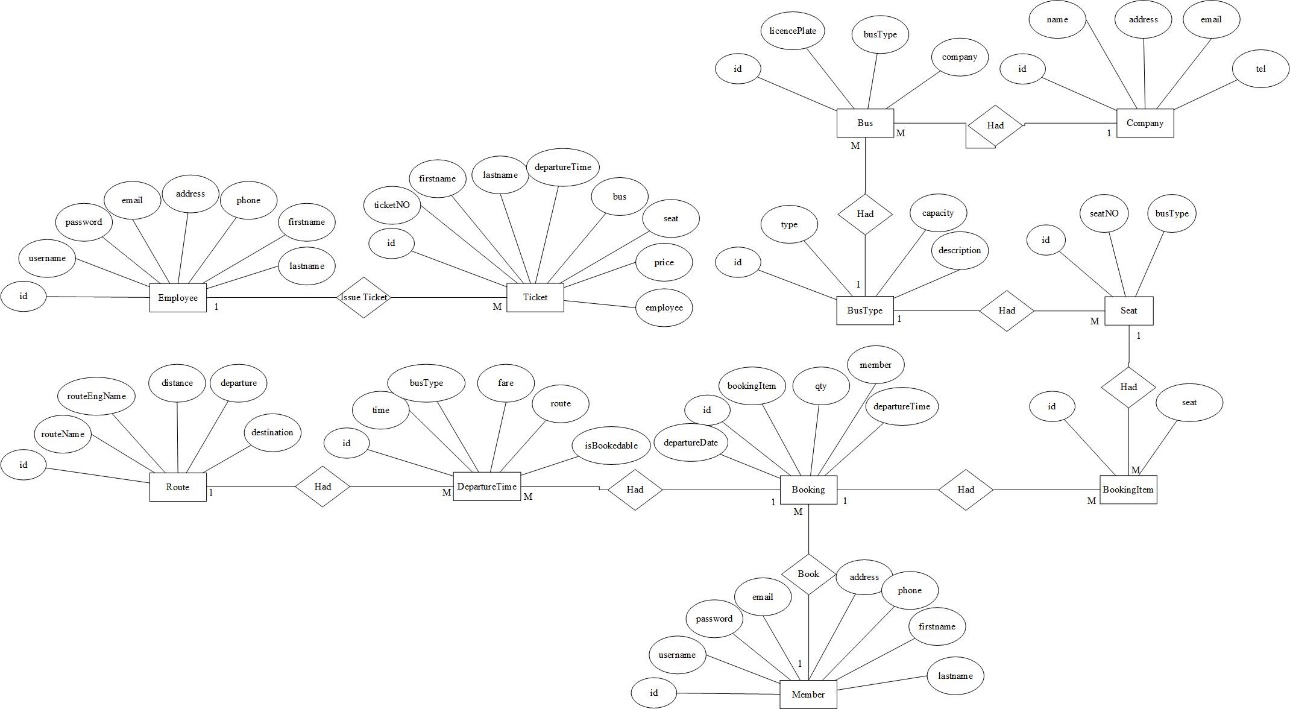 name
address
email
licencePlate
busType
company
id
id
tel
Bus
M
Had
1
Company
M
firstname
lastname
departureTime
bus
seat
ticketNO
id
price
employee
email
address
phone
password
firstname
username
lastname
id
Employee
1
Issue Ticket
M
Ticket
Had
type
capacity
description
id
1
BusType
1
Had
M
Seat
seatNO
busType
id
1
routeEngName
distance
departure
routeName
destination
id
Route
1
Had
M
DepartureTime
M
busType
fare
time
route
id
isBookedable
Had
1
Booking
1
M
member
bookingItem
qty
id
departureTime
departureDate
Had
M
BookingItem
M
Had
id
seat
Book
address
email
phone
password
firstname
username
1
lastname
id
Member